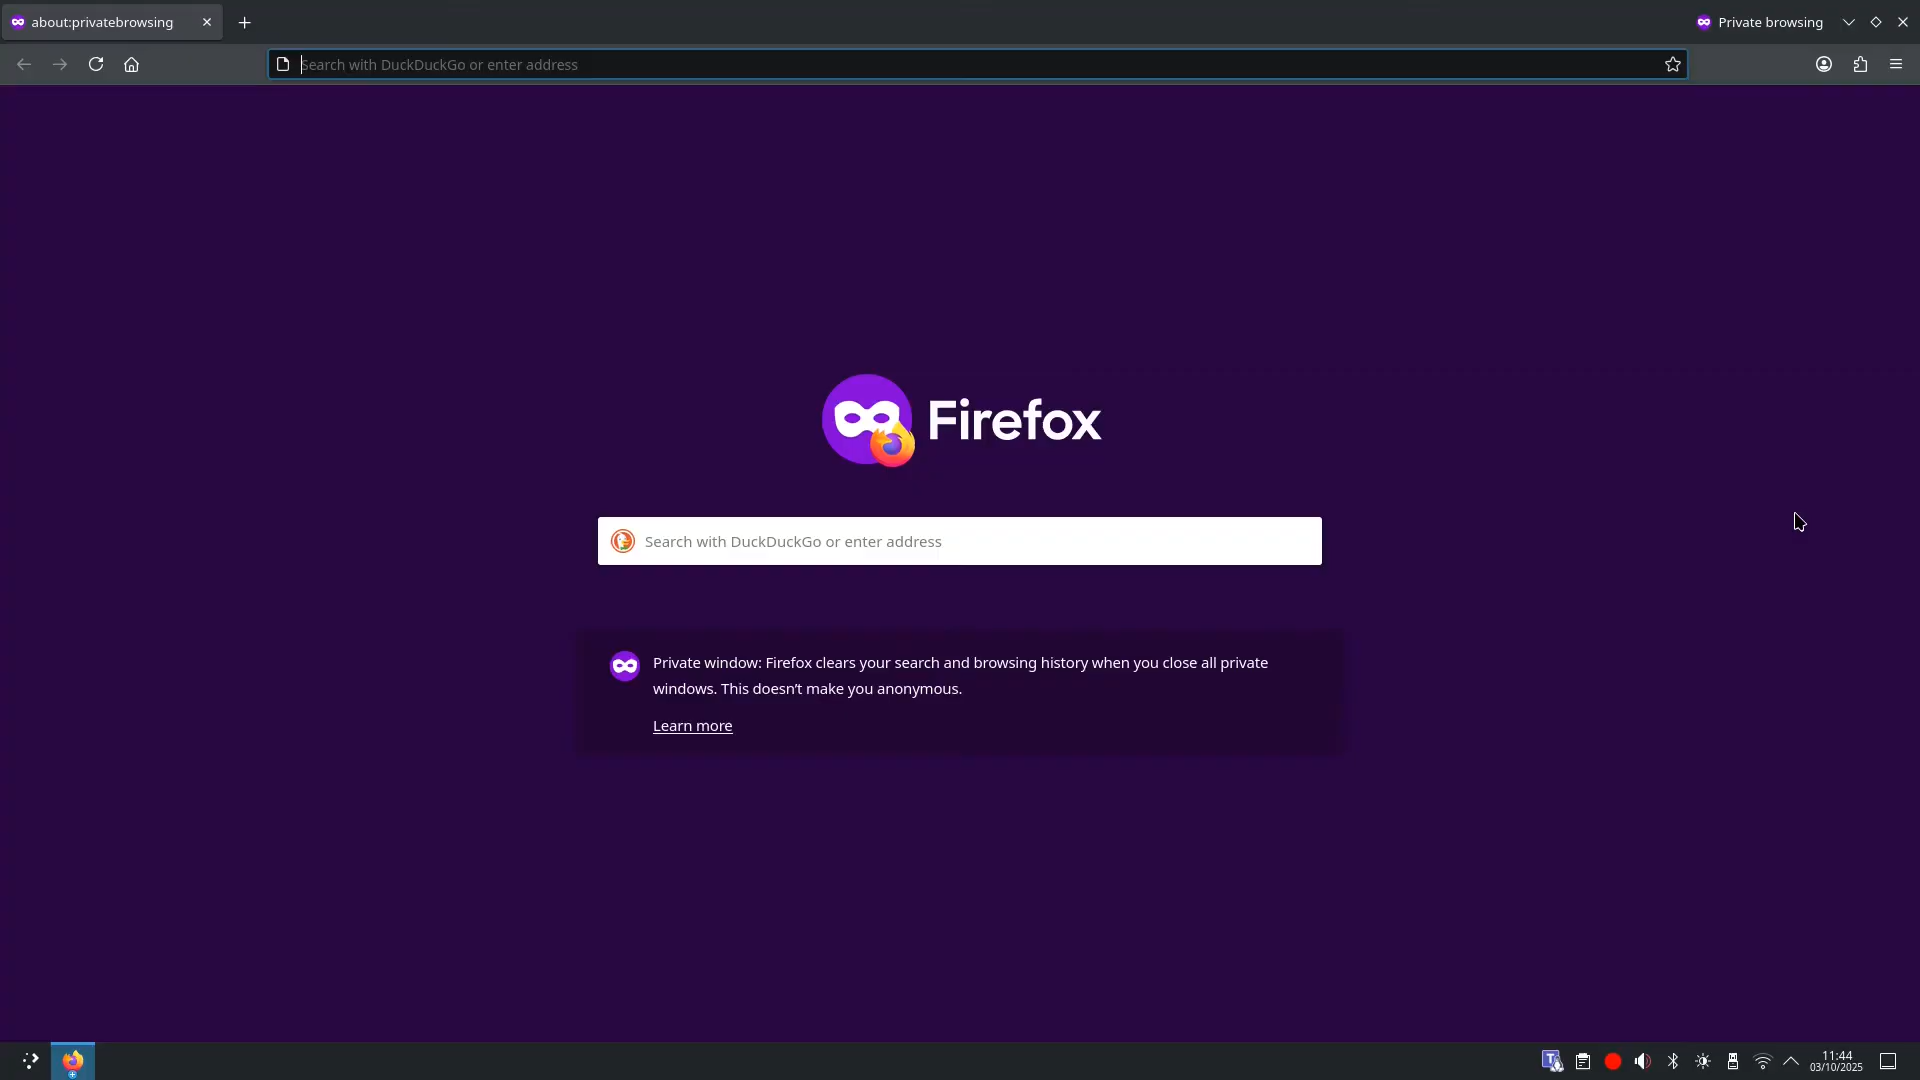 about:privatebrowsing
Private browsing
Search with DuckDuckGo or enter address
Firefox
Search with DuckDuckGo or enter address
Private window: Firefox clears your search and browsing history when you close all private
windows. This doesn’t make you anonymous.
Learn more
T
11:44
03/10/2025